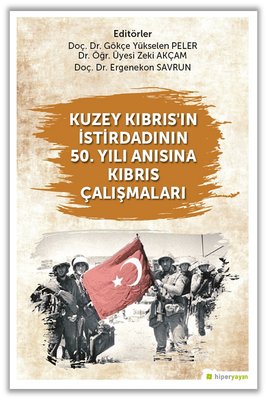 Editörler
Doç. Dr. Gökçe Yükselen PELER
Dr. Öğr. Üyesi Zeki AKÇAM
Doç. Dr. Ergenekon SAVRUN
KUZEY KIBRIS'IN
İSTİRDADININ
50. YILI ANISINA
KIBRIS
ÇALIŞMALARI
hiperyayın